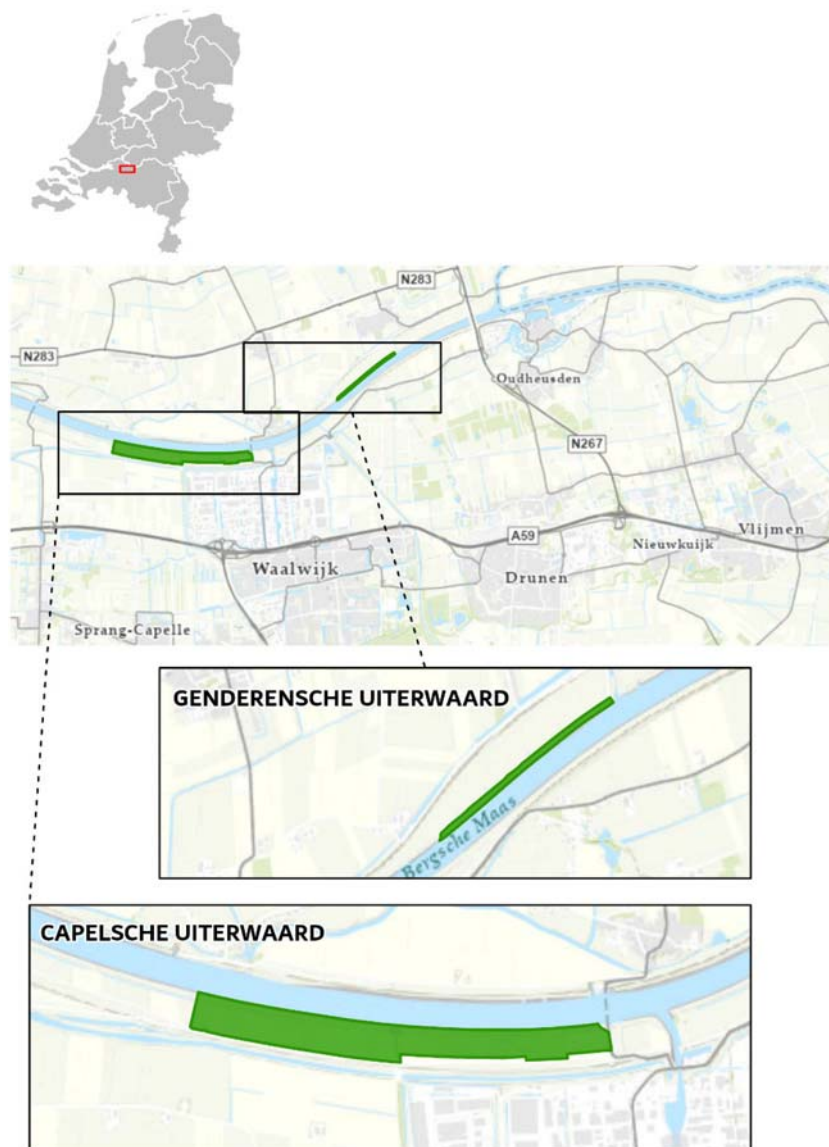 N283
N283
Oudheusden
N267
A59
Vlijmen
Nieuwkuijk
Waalwijk
Drunen
Sprang-Capelle
GENDERENSCHE UITERWAARD
Bergsche Maas
CAPELSCHE UITERWAARD